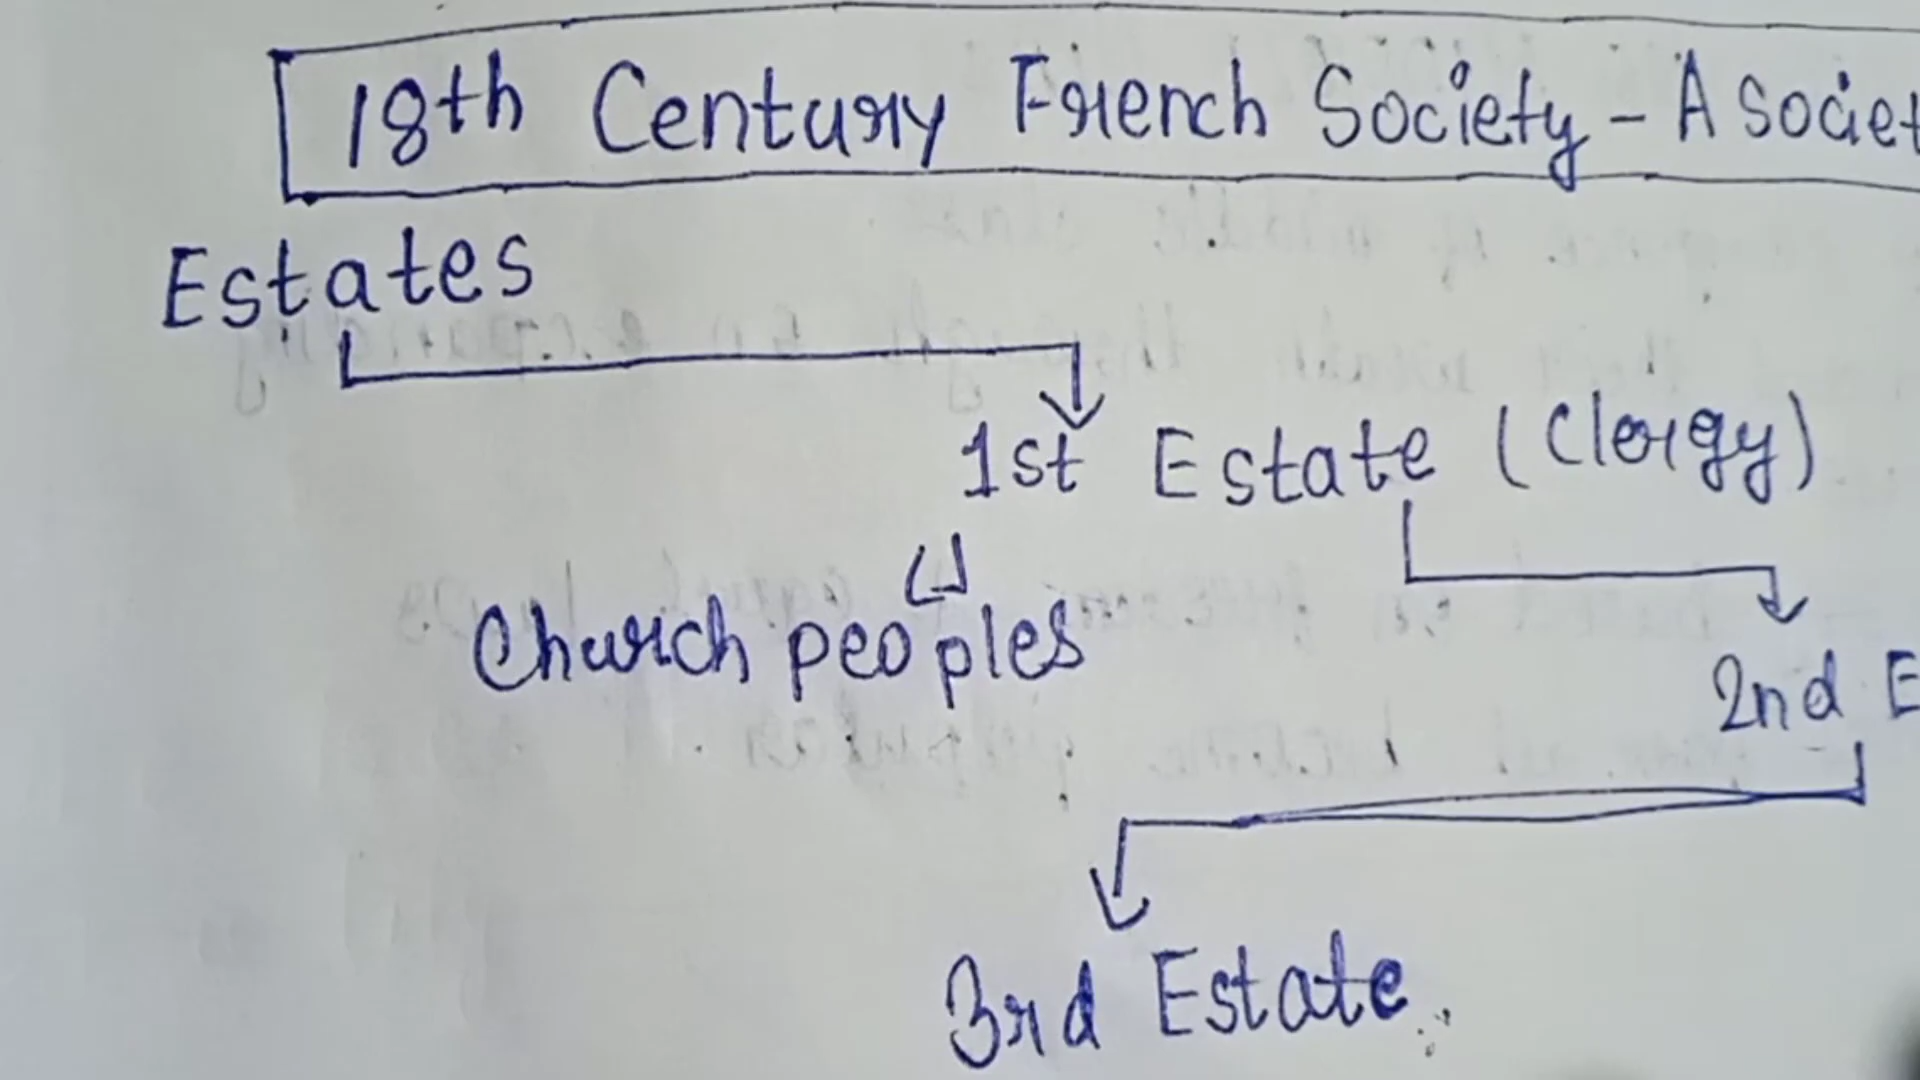 18th Century French Society - A Societ
Estates
1st Estate (Clergy)
Church peoples
2nd E
3rd Estate